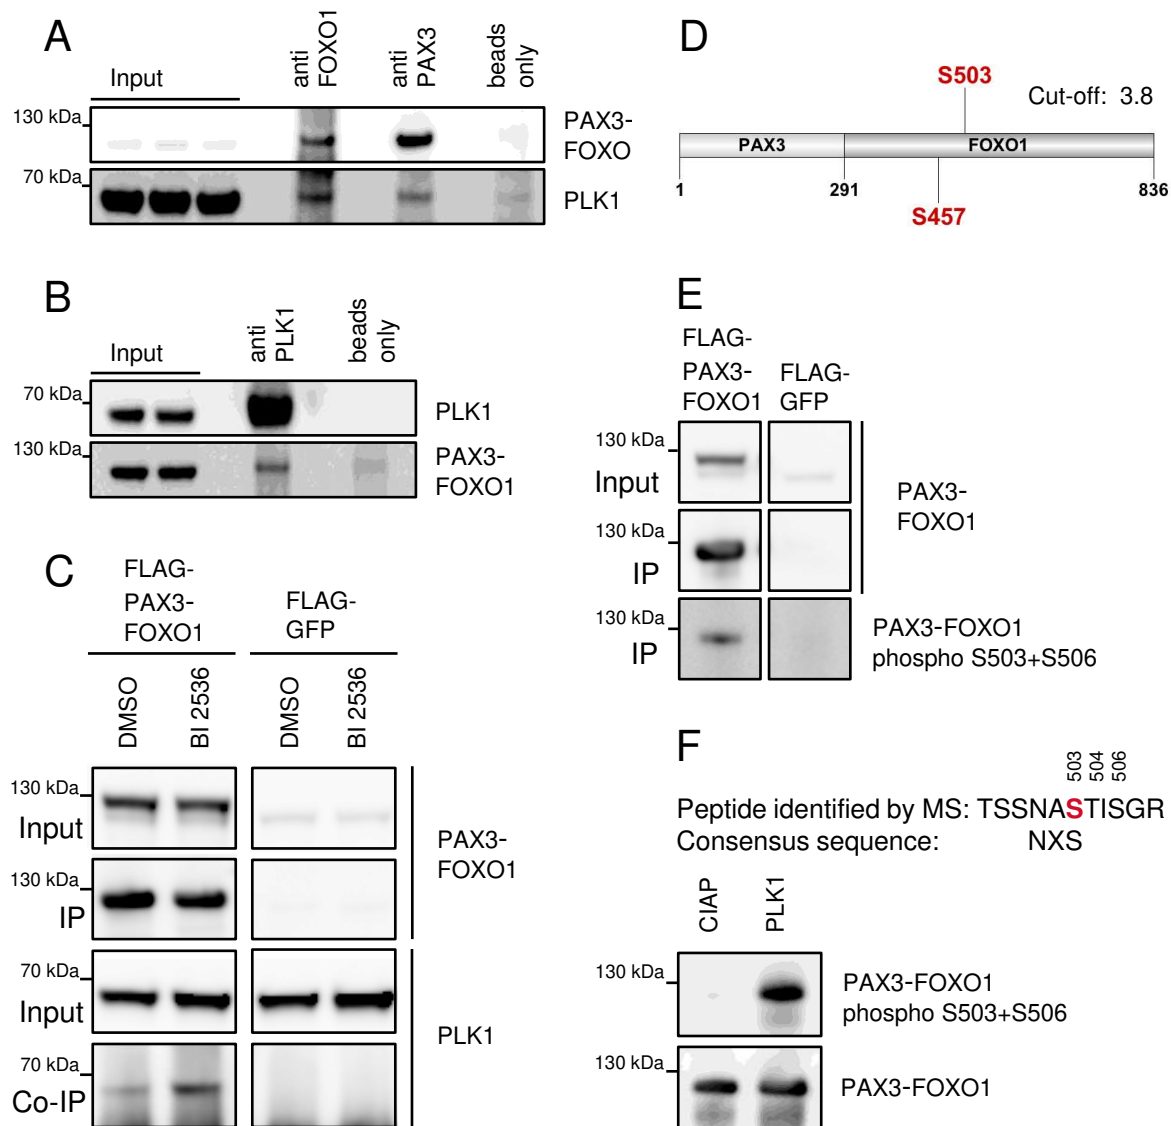 A
Input
anti
FOXO1
anti
PAX3
beads
only
130 kDa
PAX3-
FOXO
70 kDa
PLK1
B
Input
anti
PLK1
beads
only
70 kDa
PLK1
130 kDa
PAX3-
FOXO1
C
FLAG-
PAX3-
FOXO1
FLAG-
GFP
DMSO
BI 2536
DMSO
BI 2536
130 kDa
Input
130 kDa
IP
PAX3-
FOXO1
70 kDa
Input
70 kDa
Co-IP
PLK1
D
S503
Cut-off: 3.8
PAX3
FOXO1
1
291
836
S457
E
FLAG-
PAX3-
FOXO1
FLAG-
GFP
130 kDa
Input
130 kDa
IP
PAX3-
FOXO1
130 kDa
IP
PAX3-FOXO1
phospho S503+S506
F
503
504
506
Peptide identified by MS: TSSNASTISGR
Consensus sequence: NXS
CIAP
PLK1
130 kDa
PAX3-FOXO1
phospho S503+S506
130 kDa
PAX3-FOXO1